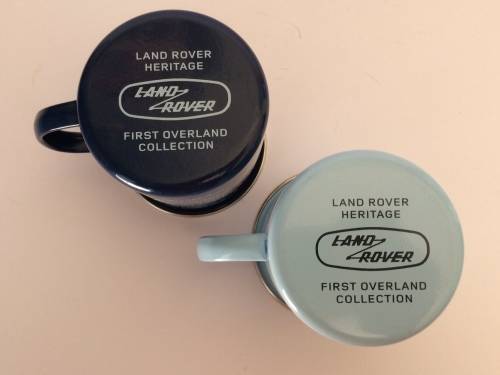 LAND ROVER
HERITAGE
LAND
ROVER
FIRST OVERLAND
COLLECTION
LAND ROVER
HERITAGE
LAND
ROVER
FIRST OVERLAND
COLLECTION